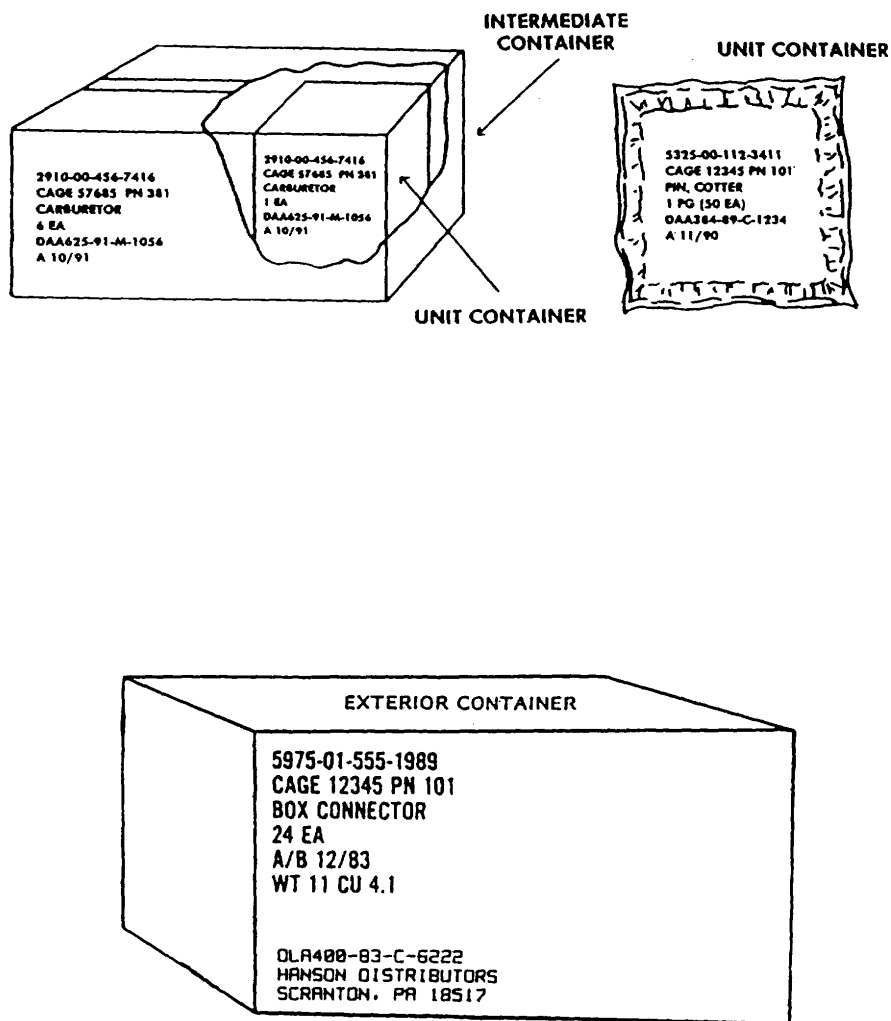 INTERMEDIATE
CONTAINER
UNIT CONTAINER
2910-00-456-7416
CAGE 57685 PN 381
CARBURETOR
6 EA
DAA625-91-M-1056
A 10/91
2910-00-456-7416
CAGE 57685 PN 381
CARBURETOR
1 EA
DAA625-91-M-1056
A 10/91
UNIT CONTAINER
5325-00-112-3411
CAGE 12345 PN 101
PIN, COTTER
1 PG (50 EA)
DAA384-89-C-1234
A 11/90
EXTERIOR CONTAINER
5975-01-555-1989
CAGE 12345 PN 101
BOX CONNECTOR
24 EA
A/B 12/83
WT 11 CU 4.1
DLA400-83-C-6222
HANSON DISTRIBUTORS
SCRANTON, PA 18517